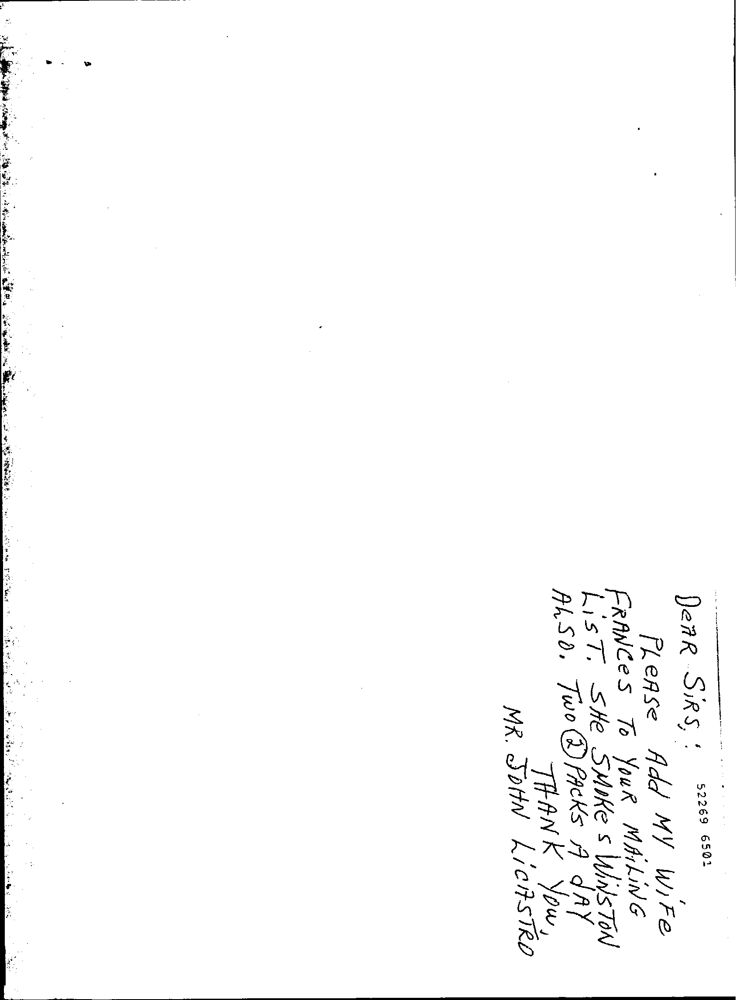 52269 6501
DEAR SIRS,:
PLEASE Add MY WiFe
FRANCES TO YOUR MAiLING
LiST. SHe SMOKeS WiNSTON
ALSO. TWO ② PACKS A dAY
THANK YOU,
MR. JOHN LiCASTRO